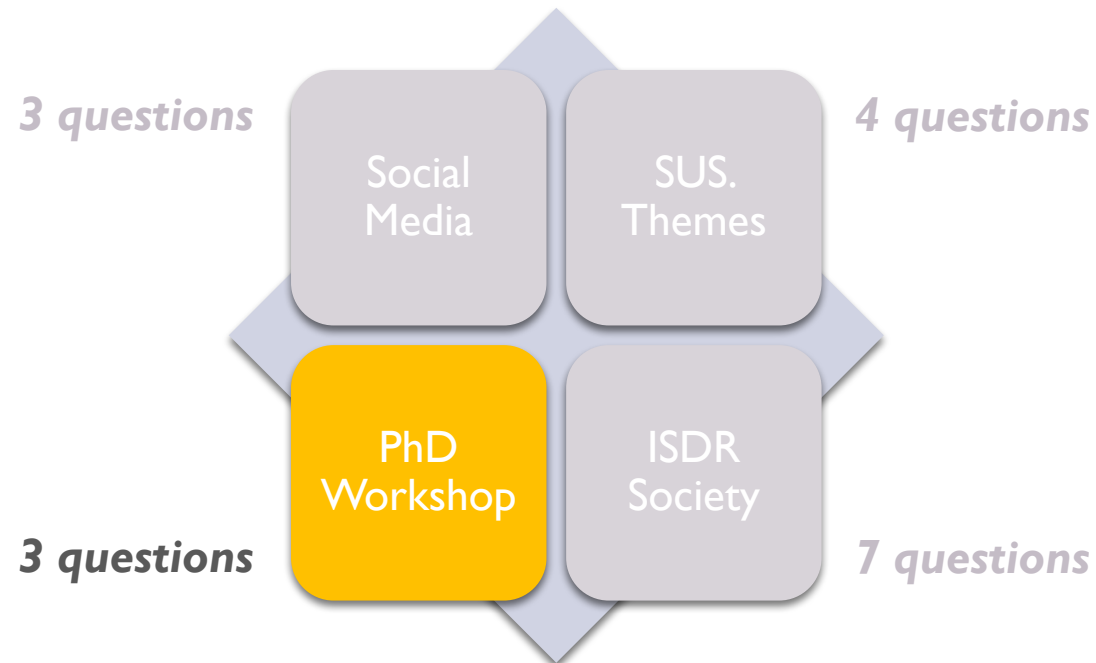 3 questions
Social
Media
SUS.
Themes
4 questions
3 questions
PhD
Workshop
ISDR
Society
7 questions